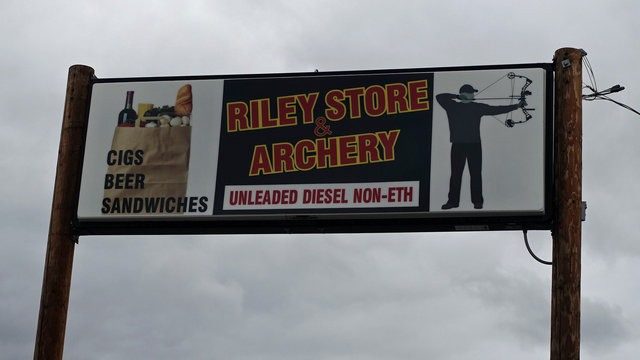 CIGS
BEER
SANDWICHES
RILEY STORE
&
ARCHERY
UNLEADED DIESEL NON-ETH